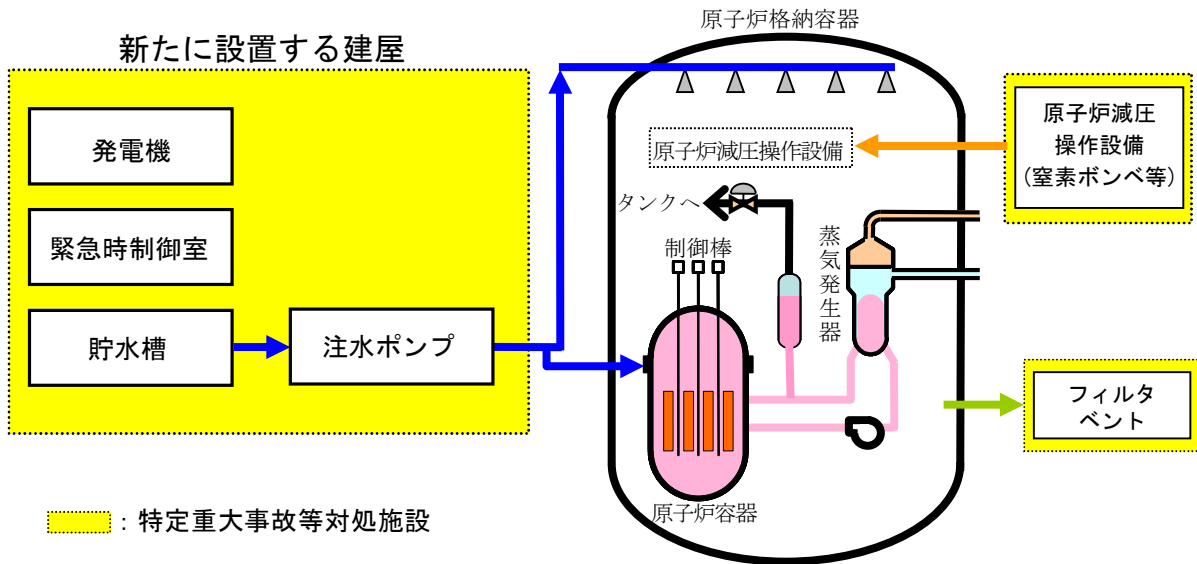 新たに設置する建屋
発電機
緊急時制御室
貯水槽
注水ポンプ
原子炉格納容器
原子炉減圧操作設備
タンクへ
制御棒
蒸気発生器
原子炉容器
原子炉減圧
操作設備
(窒素ボンベ等)
フィルタ
ベント
：特定重大事故等対処施設